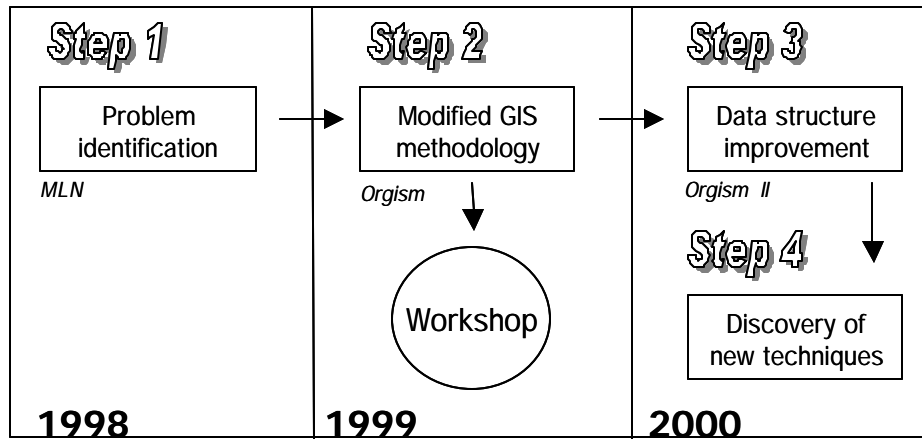 Step 1
Problem
identification
MLN
1998
Step 2
Modified GIS
methodology
Orgism
Workshop
1999
Step 3
Data structure
improvement
Orgism II
Step 4
Discovery of
new techniques
2000